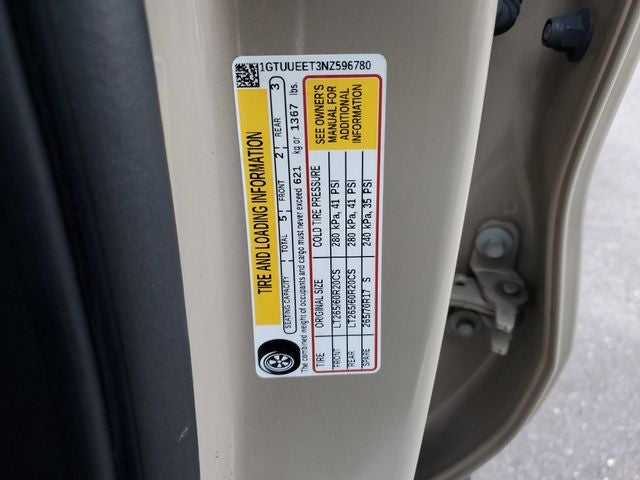 1GTUUEET3NZ596780
TIRE AND LOADING INFORMATION
SEATING CAPACITY TOTAL 5 FRONT 2 REAR 3
The combined weight of occupants and cargo must never exceed 621 kg or 1367 lbs.
TIRE ORIGINAL SIZE COLD TIRE PRESSURE
FRONT LT265/60R20CS 280 kPa, 41 PSI
REAR LT265/60R20CS 280 kPa, 41 PSI
SPARE 265/70R17 S 240 kPa, 35 PSI
SEE OWNER'S
MANUAL FOR
ADDITIONAL
INFORMATION